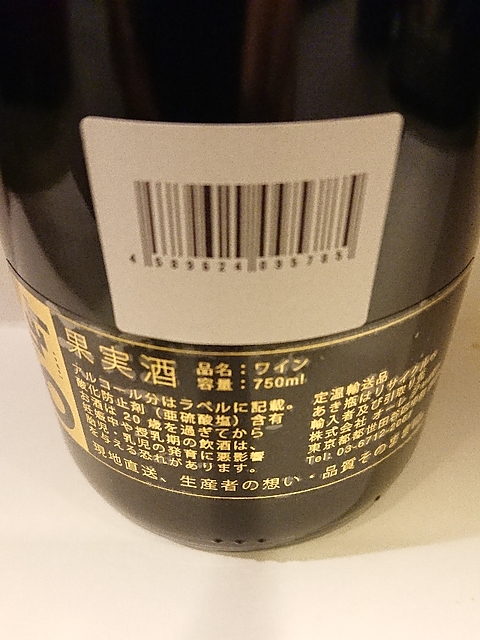 4589624095785
果実酒
品名：ワイン
容量：750ml
アルコール分はラベルに記載。
酸化防止剤（亜硫酸塩）含有
お酒は20歳を過ぎてから
妊娠中や授乳期の飲酒は、
胎児・乳児の発育に悪影響
を与える恐れがあります。
定温輸送品
あき瓶はリサイクルへ
輸入者及び引取り先
株式会社
東京都世田谷区
Tel: 03-6712-
現地直送、生産者の想い・品質そのままに